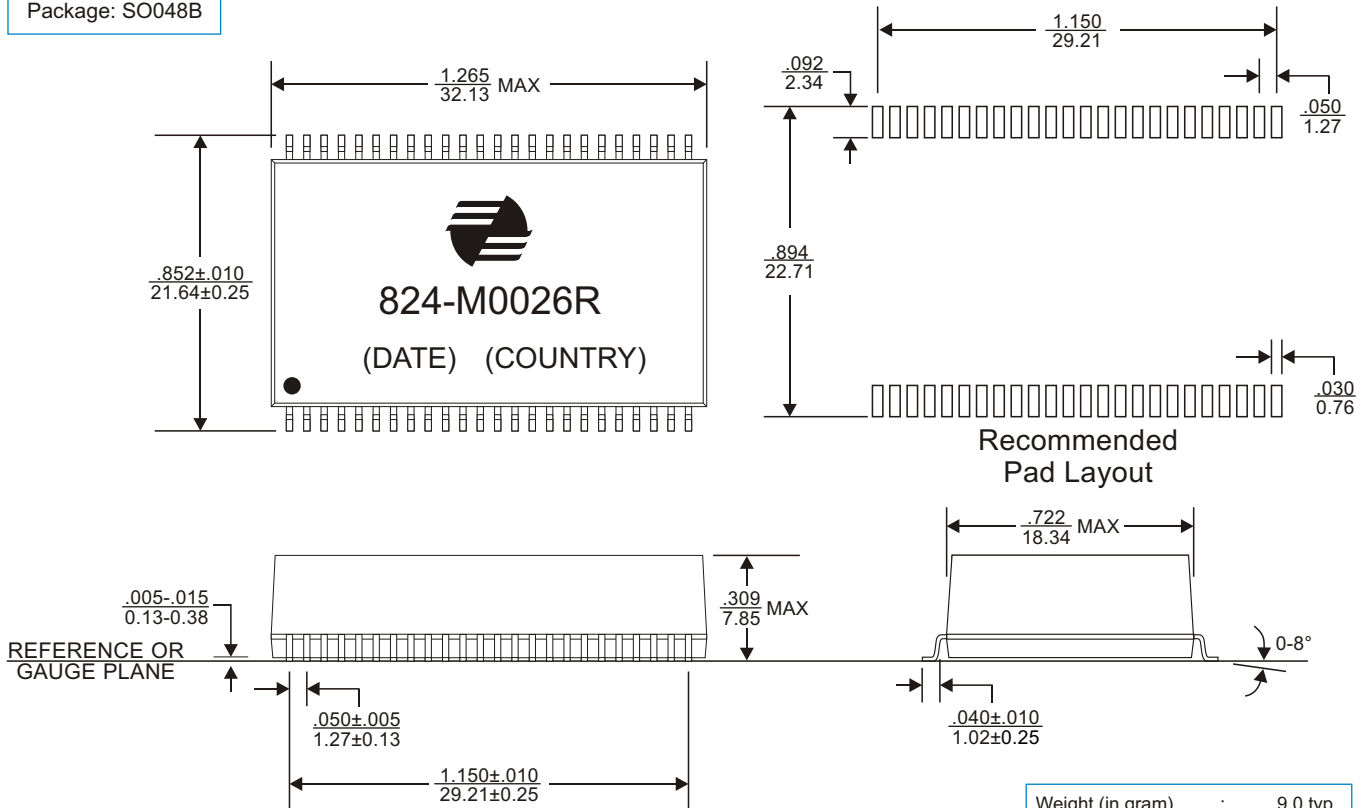 Package: SO048B
1.265
32.13
MAX
1.150
29.21
.092
2.34
.050
1.27
.852±.010
21.64±0.25
824-M0026R
(DATE) (COUNTRY)
.894
22.71
.030
0.76
Recommended
Pad Layout
.722
18.34
MAX
.005-.015
0.13-0.38
.309
7.85
MAX
REFERENCE OR
GAUGE PLANE
0-8°
.050±.005
1.27±0.13
.040±.010
1.02±0.25
1.150±.010
29.21±0.25
Weight (in gram) : 9.0 typ